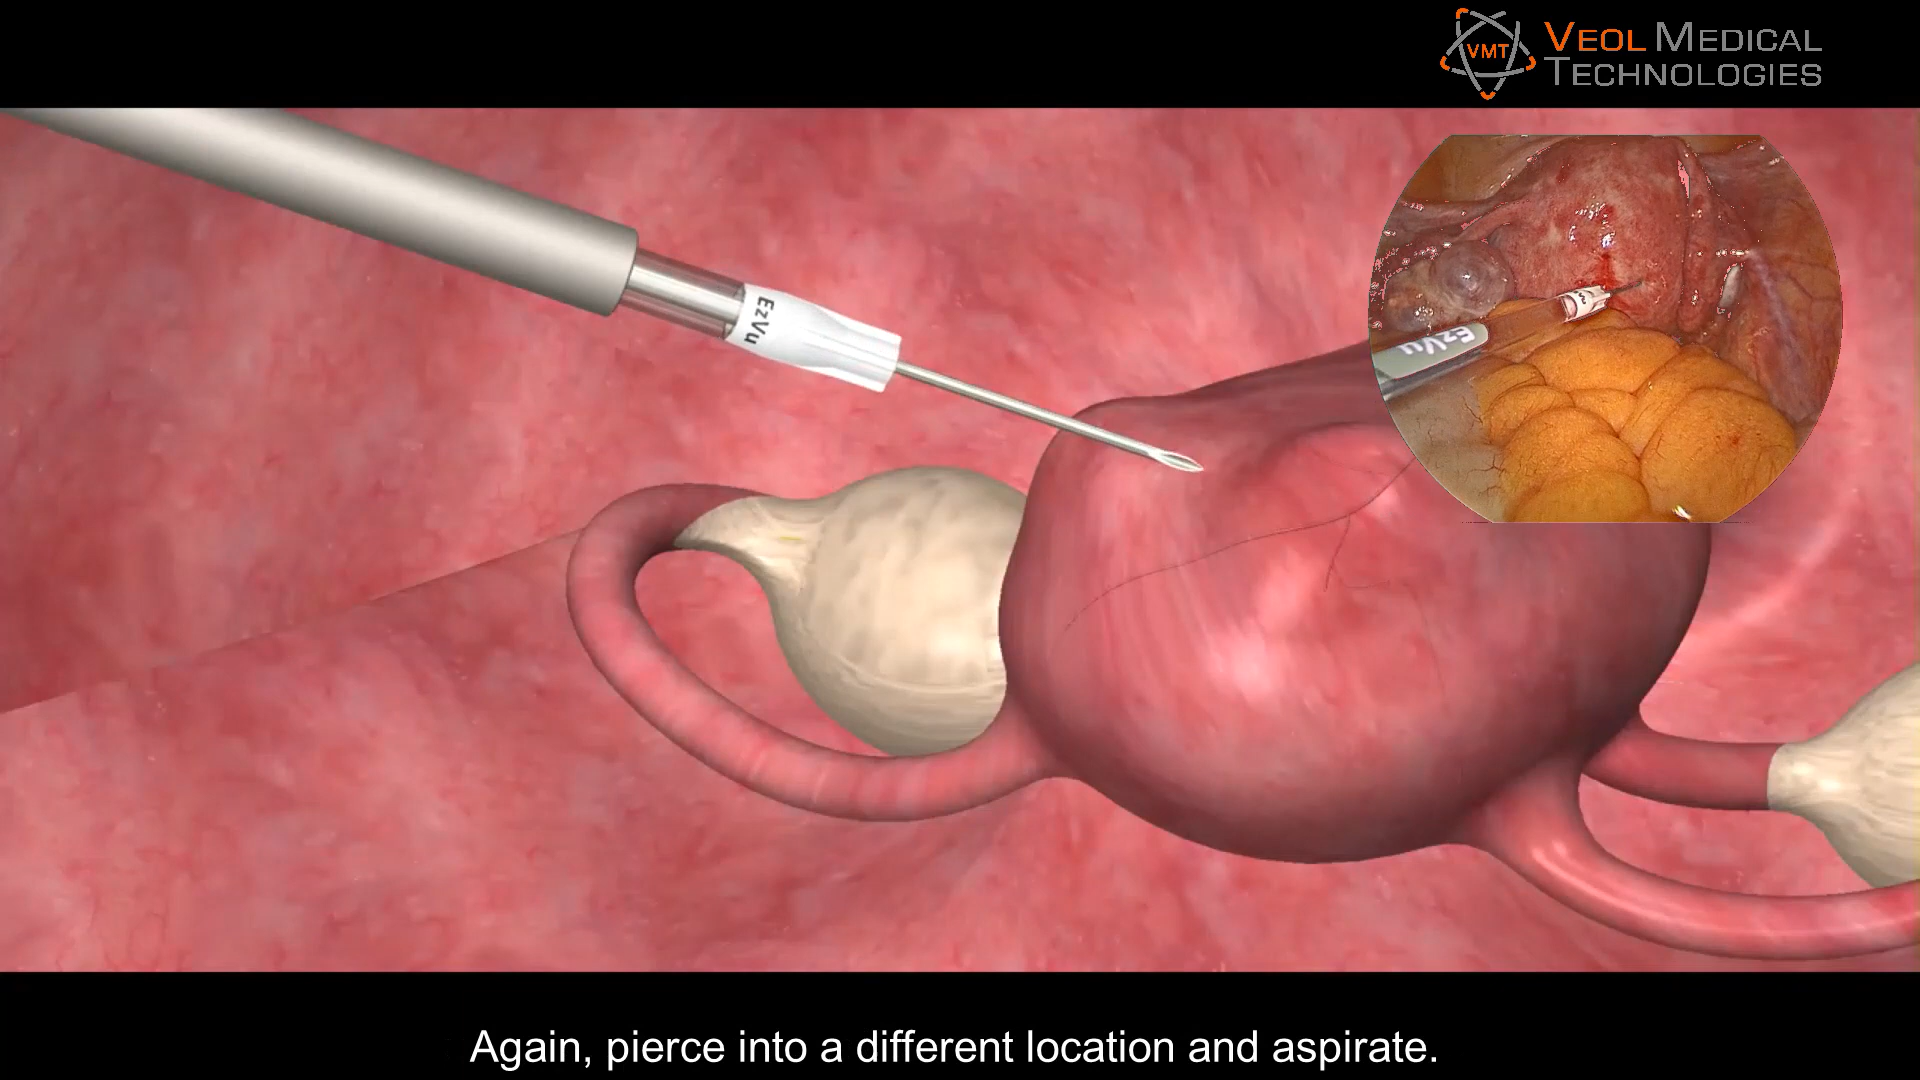 VMT
VEOL MEDICAL
TECHNOLOGIES
EzVu
EzVu
Again, pierce into a different location and aspirate.